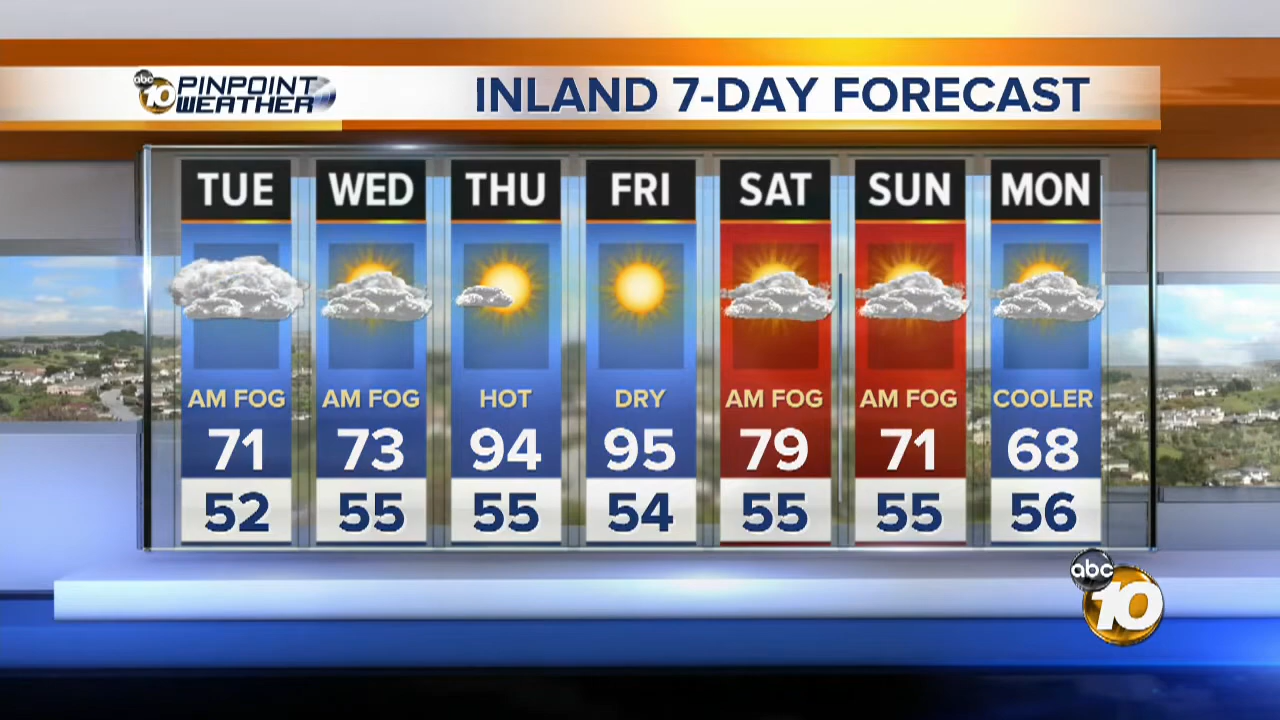 abc 10 PINPOINT WEATHER
INLAND 7-DAY FORECAST
TUE WED THU FRI SAT SUN MON
AM FOG AM FOG HOT DRY AM FOG AM FOG COOLER
71 73 94 95 79 71 68
52 55 55 54 55 55 56
abc
10